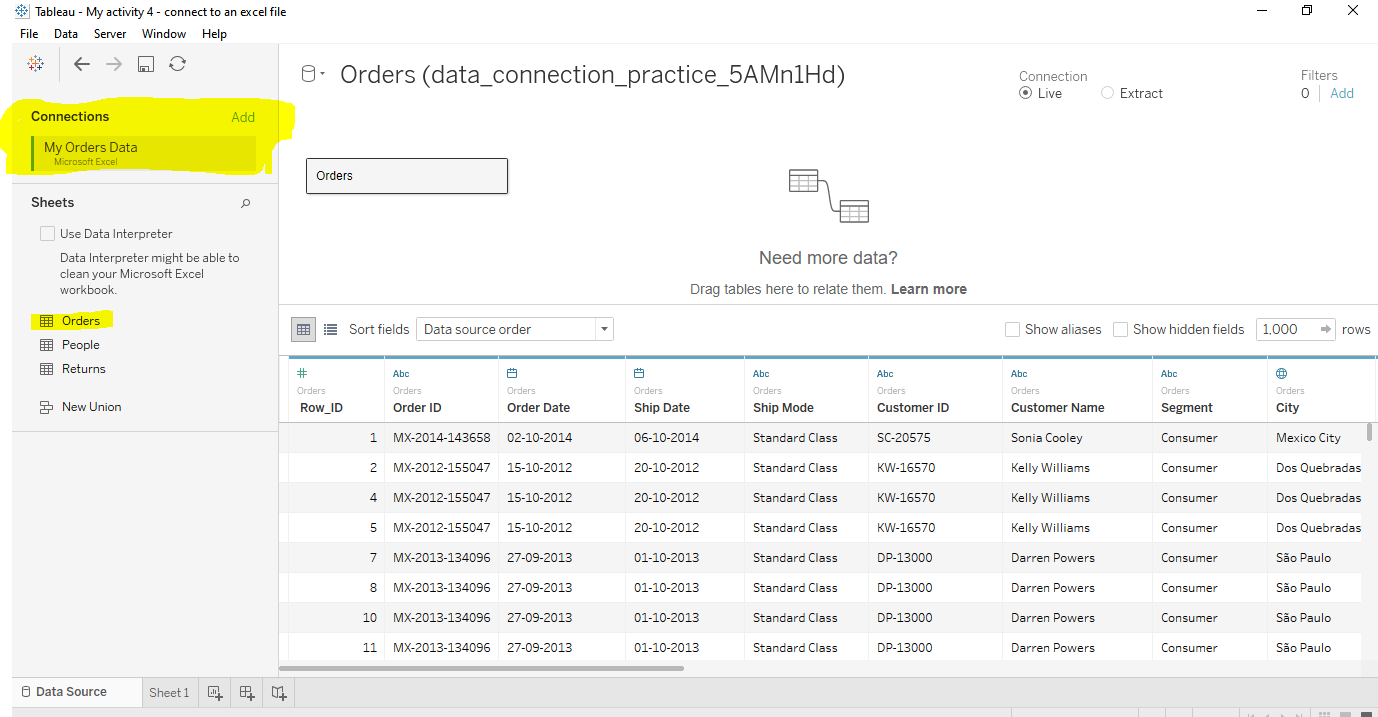 Tableau - My activity 4 - connect to an excel file
File Data Server Window Help
Connections Add
My Orders Data
Microsoft Excel
Sheets
Use Data Interpreter
Data Interpreter might be able to
clean your Microsoft Excel
workbook.
Orders
People
Returns
New Union
Orders (data_connection_practice_5AMn1Hd)
Connection
Live Extract
Filters
0 Add
Orders
Need more data?
Drag tables here to relate them. Learn more
Sort fields Data source order Show aliases Show hidden fields 1,000 rows
# Abc Abc Abc Abc Abc
Orders Orders Orders Orders Orders Orders Orders Orders Orders
Row_ID Order ID Order Date Ship Date Ship Mode Customer ID Customer Name Segment City
1 MX-2014-143658 02-10-2014 06-10-2014 Standard Class SC-20575 Sonia Cooley Consumer Mexico City
2 MX-2012-155047 15-10-2012 20-10-2012 Standard Class KW-16570 Kelly Williams Consumer Dos Quebradas
4 MX-2012-155047 15-10-2012 20-10-2012 Standard Class KW-16570 Kelly Williams Consumer Dos Quebradas
5 MX-2012-155047 15-10-2012 20-10-2012 Standard Class KW-16570 Kelly Williams Consumer Dos Quebradas
7 MX-2013-134096 27-09-2013 01-10-2013 Standard Class DP-13000 Darren Powers Consumer São Paulo
8 MX-2013-134096 27-09-2013 01-10-2013 Standard Class DP-13000 Darren Powers Consumer São Paulo
10 MX-2013-134096 27-09-2013 01-10-2013 Standard Class DP-13000 Darren Powers Consumer São Paulo
11 MX-2013-134096 27-09-2013 01-10-2013 Standard Class DP-13000 Darren Powers Consumer São Paulo
Data Source Sheet 1